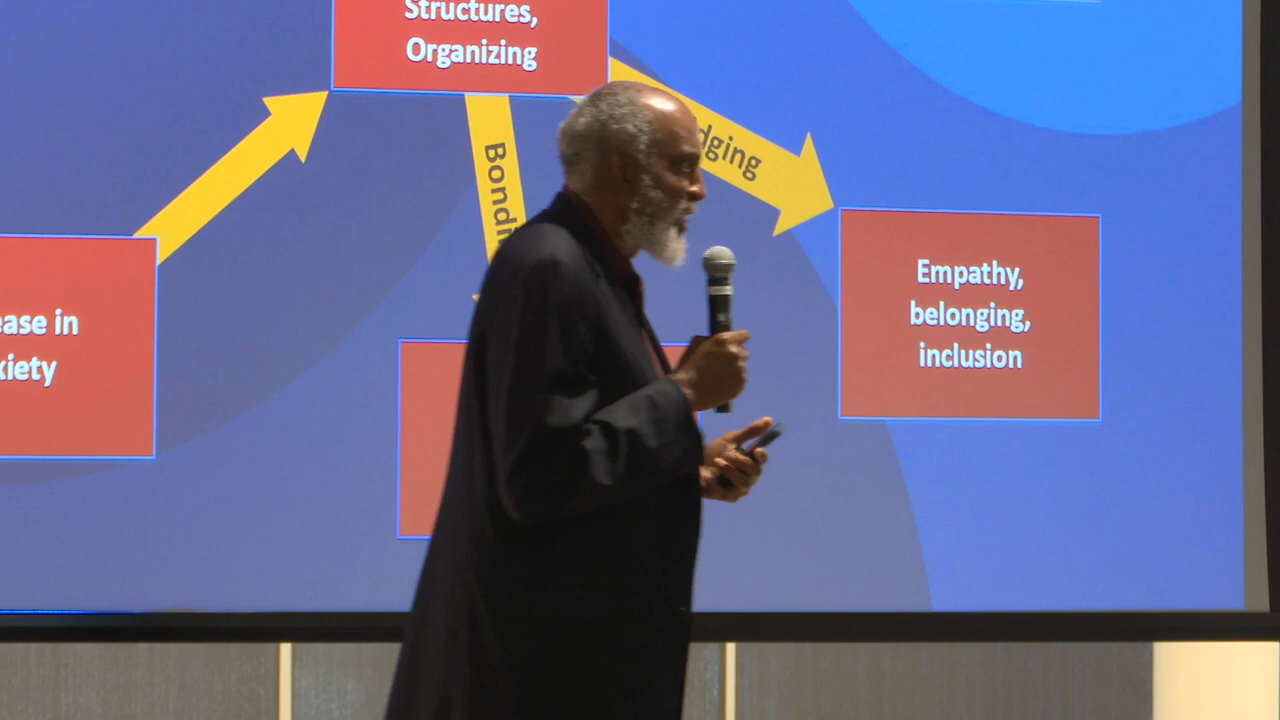 Structures,
Organizing
Bondi
dging
ease in
xiety
Empathy,
belonging,
inclusion